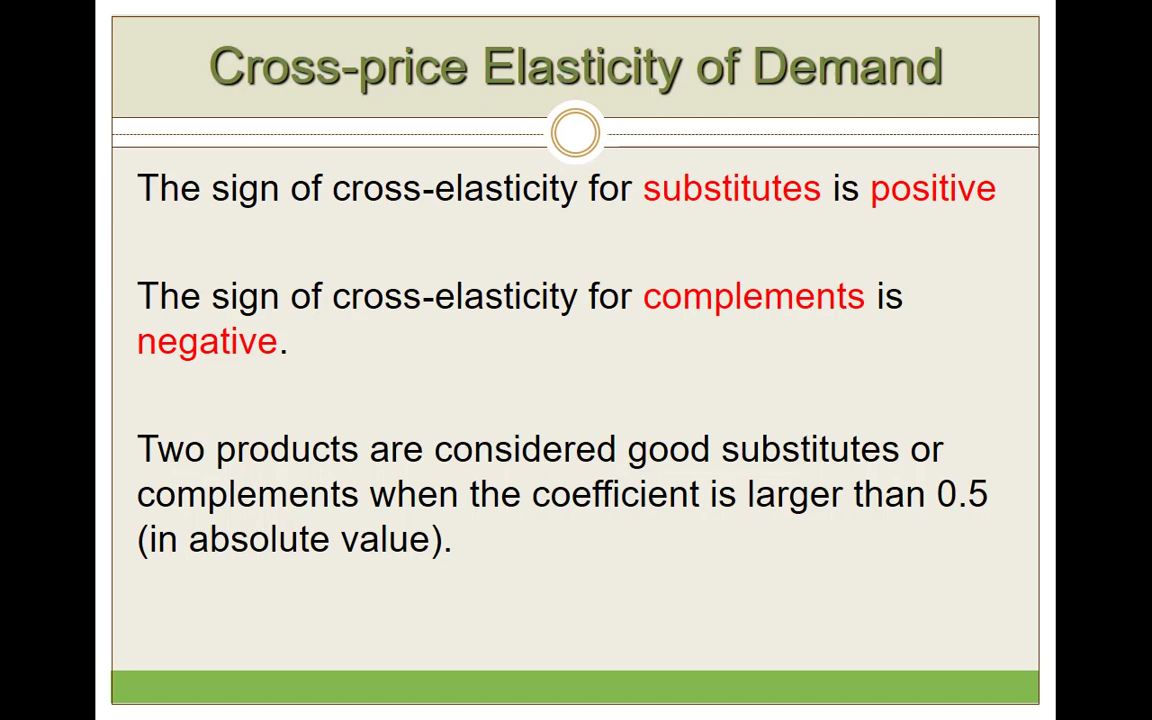 Cross-price Elasticity of Demand
The sign of cross-elasticity for substitutes is positive
The sign of cross-elasticity for complements is
negative.
Two products are considered good substitutes or
complements when the coefficient is larger than 0.5
(in absolute value).